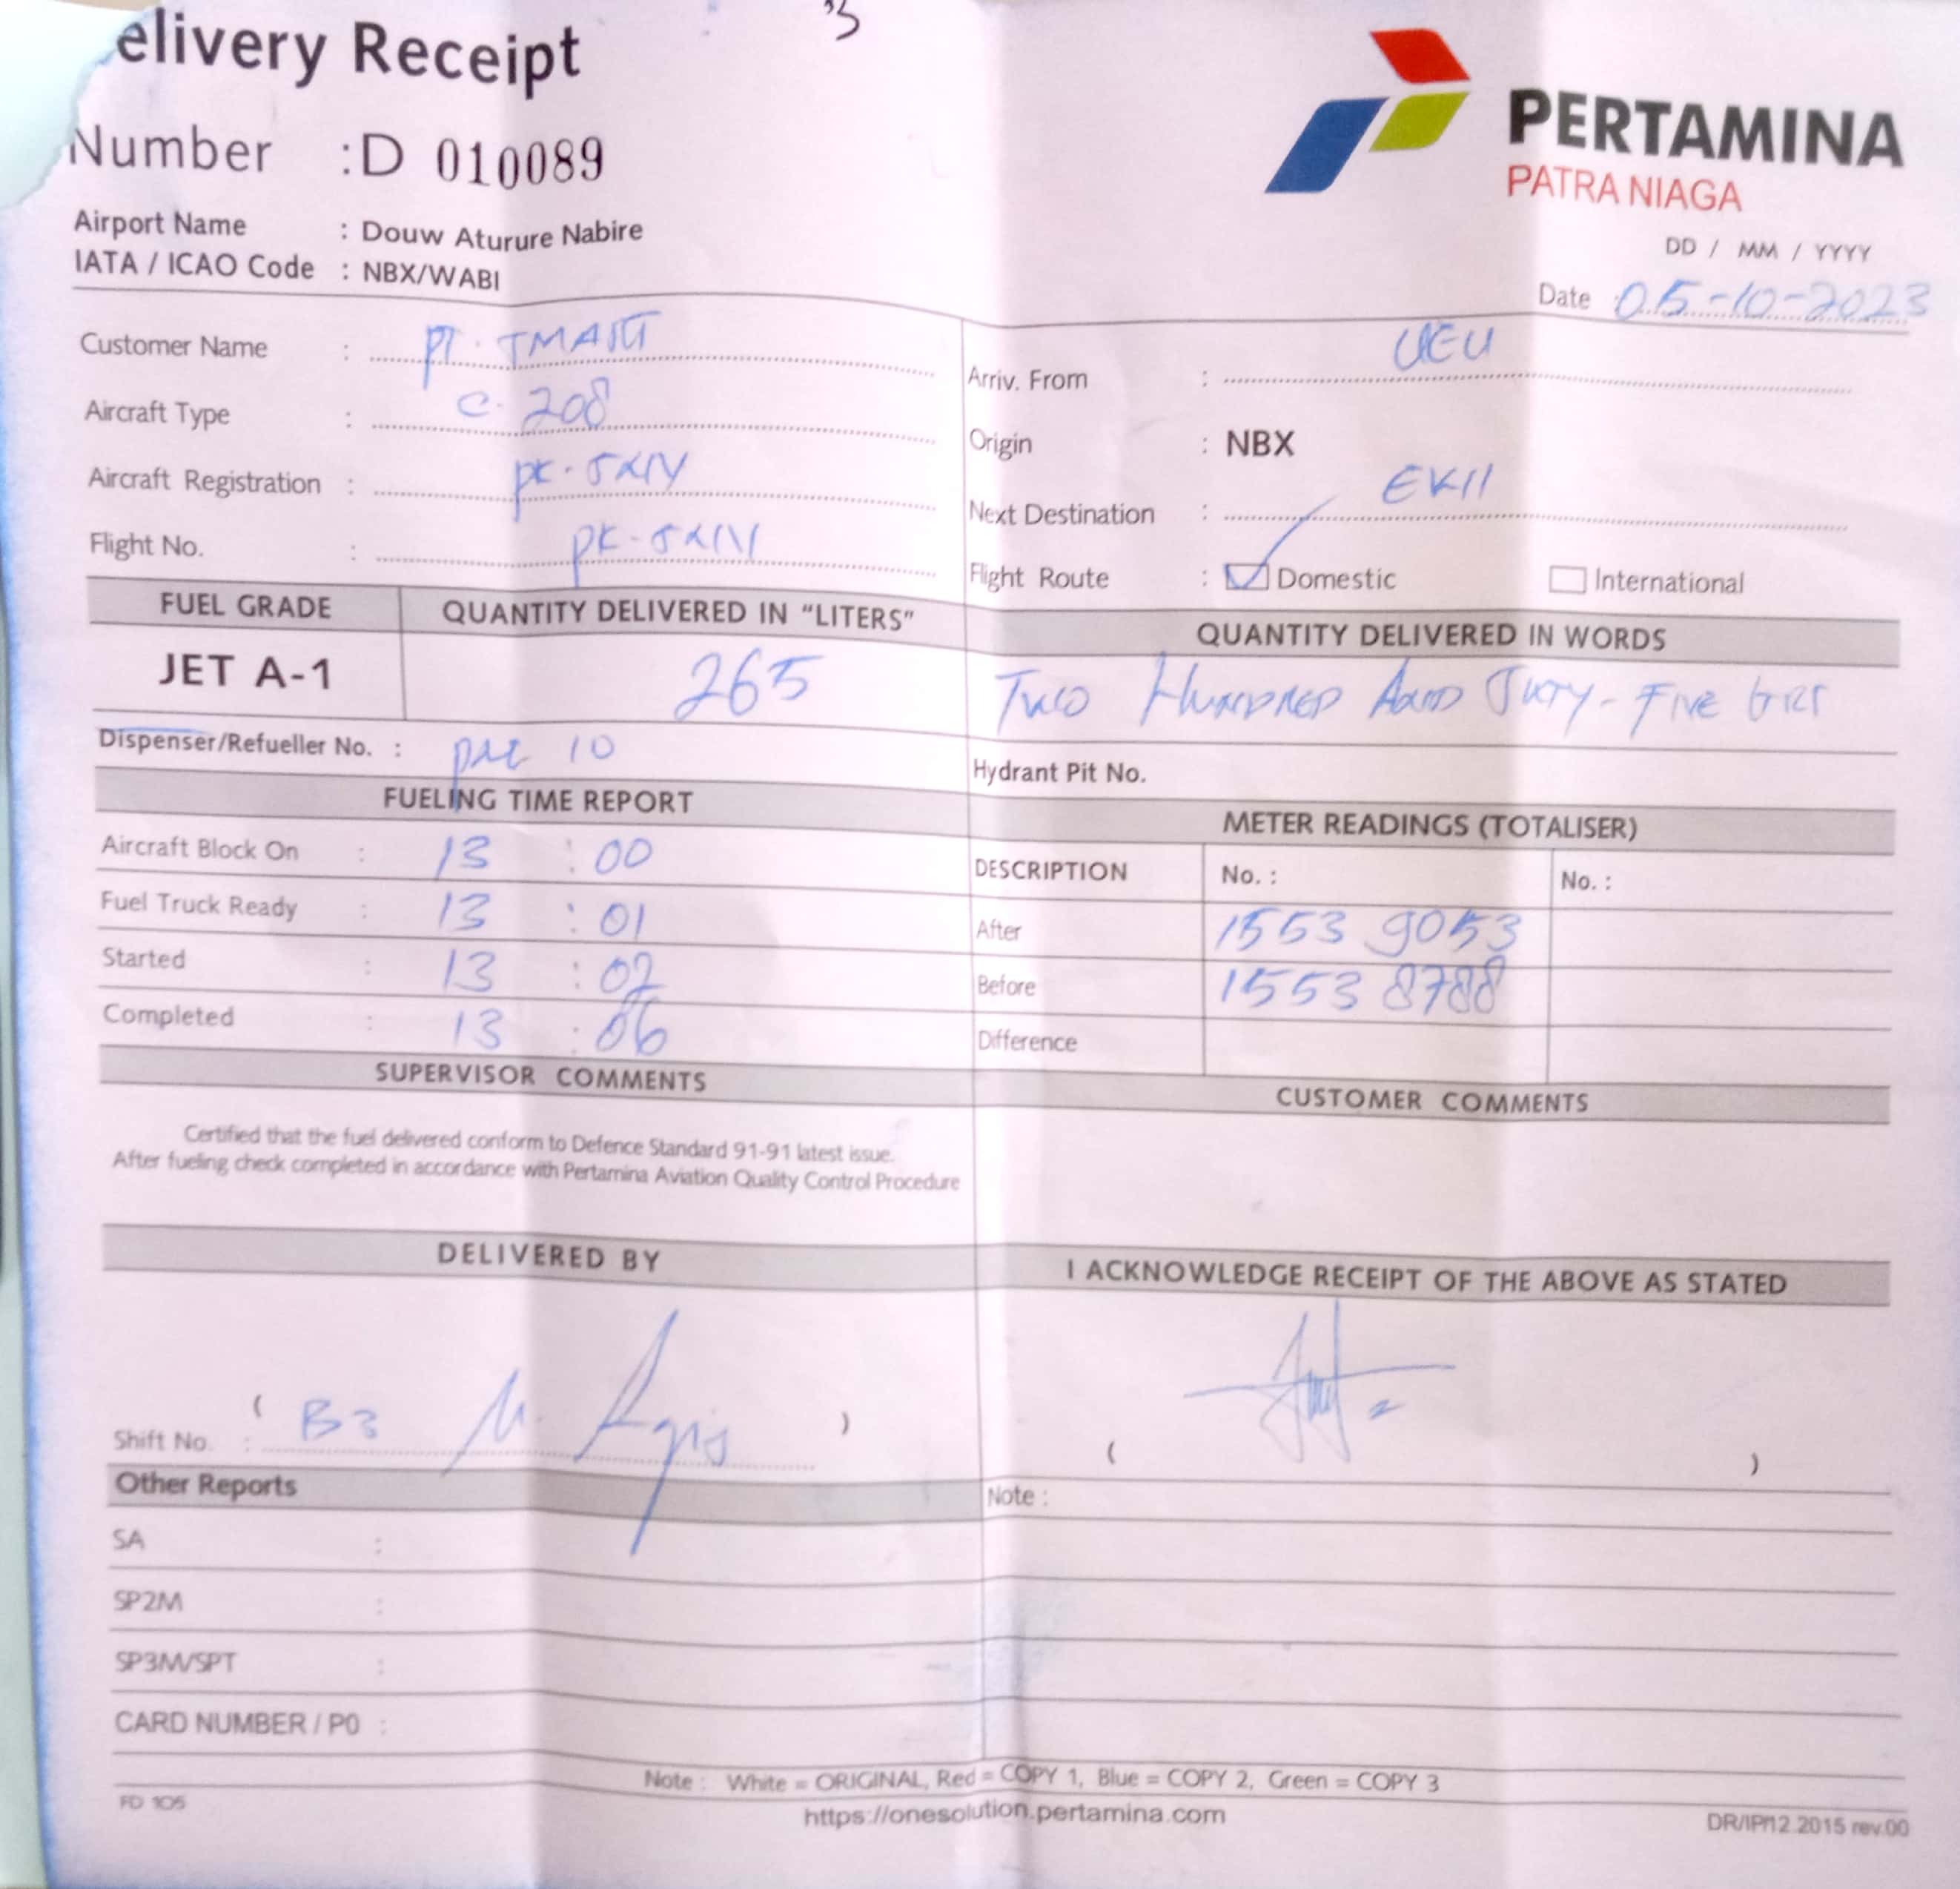 elivery Receipt
PERTAMINA
PATRA NIAGA
Number : D 010089
Airport Name : Douw Aturure Nabire
IATA / ICAO Code : NBX/WABI
DD / MM / YYYY
Date : 05-10-2023
Customer Name : PT.
Arriv. From :
Aircraft Type : C-208
Origin : NBX
Aircraft Registration :
Next Destination :
Flight No. :
Flight Route : Domestic International
FUEL GRADE QUANTITY DELIVERED IN "LITERS" QUANTITY DELIVERED IN WORDS
JET A-1 265 Two Hundred And Sixty-Five
Dispenser/Refueller No. : 10
Hydrant Pit No.
FUELING TIME REPORT
METER READINGS (TOTALISER)
Aircraft Block On : 13 : 00
DESCRIPTION No. : No. :
Fuel Truck Ready : 13 : 01
After 1553 9053
Started : 13 : 02
Before 1553 8788
Completed : 13 : 06
Difference
SUPERVISOR COMMENTS
CUSTOMER COMMENTS
Certified that the fuel delivered conform to Defence Standard 91-91 latest issue.
After fueling check completed in accordance with Pertamina Aviation Quality Control Procedure
DELIVERED BY
I ACKNOWLEDGE RECEIPT OF THE ABOVE AS STATED
( )
Shift No. : B3 M. Agis
( )
Other Reports
Note :
SA :
SP2M :
SP3M/SPT :
CARD NUMBER / P0 :
Note : White = ORIGINAL, Red = COPY 1, Blue = COPY 2, Green = COPY 3
FD 105
https://onesolution.pertamina.com
DR/IP/12.2015 rev.00